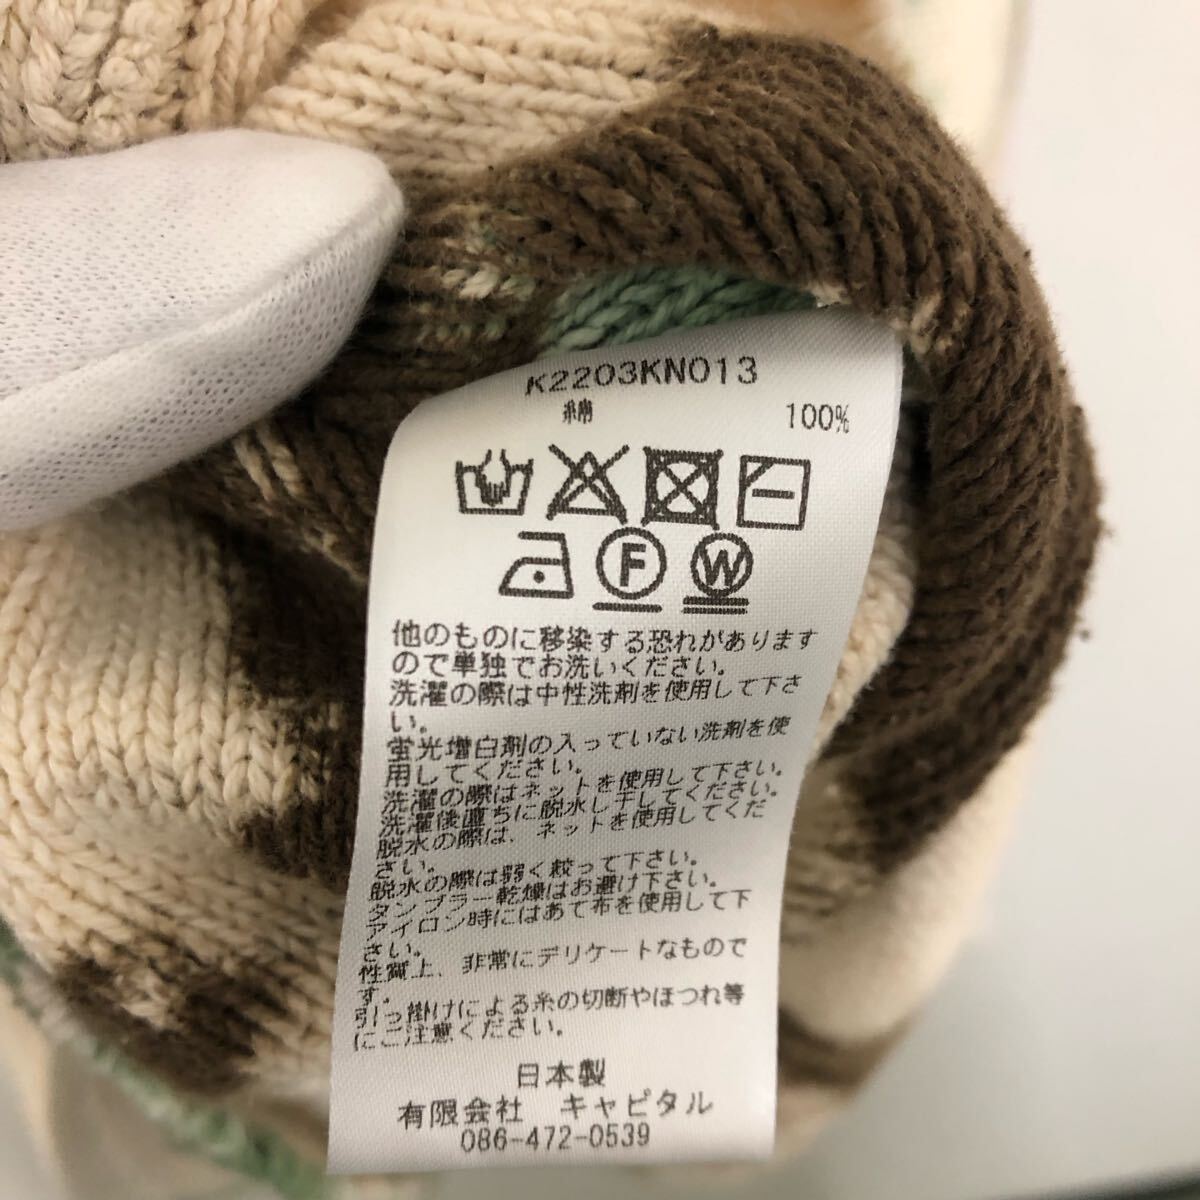 K2203KN013
綿 100%
F W
他のものに移染する恐れがあります
ので単独でお洗いください。
洗濯の際は中性洗剤を使用して下さ
い。
蛍光増白剤の入っていない洗剤を使
用してください。
洗濯の際はネットを使用して下さい。
洗濯後直ちに脱水し干してください。
脱水の際は、ネットを使用してくだ
さい。
脱水の際は弱く絞って下さい。
タンブラー乾燥はお避け下さい。
アイロン時にはあて布を使用して下
さい。
性質上、非常にデリケートなもので
す。
引っ掛けによる糸の切断やほつれ等
にご注意ください。
日本製
有限会社 キャピタル
086-472-0539